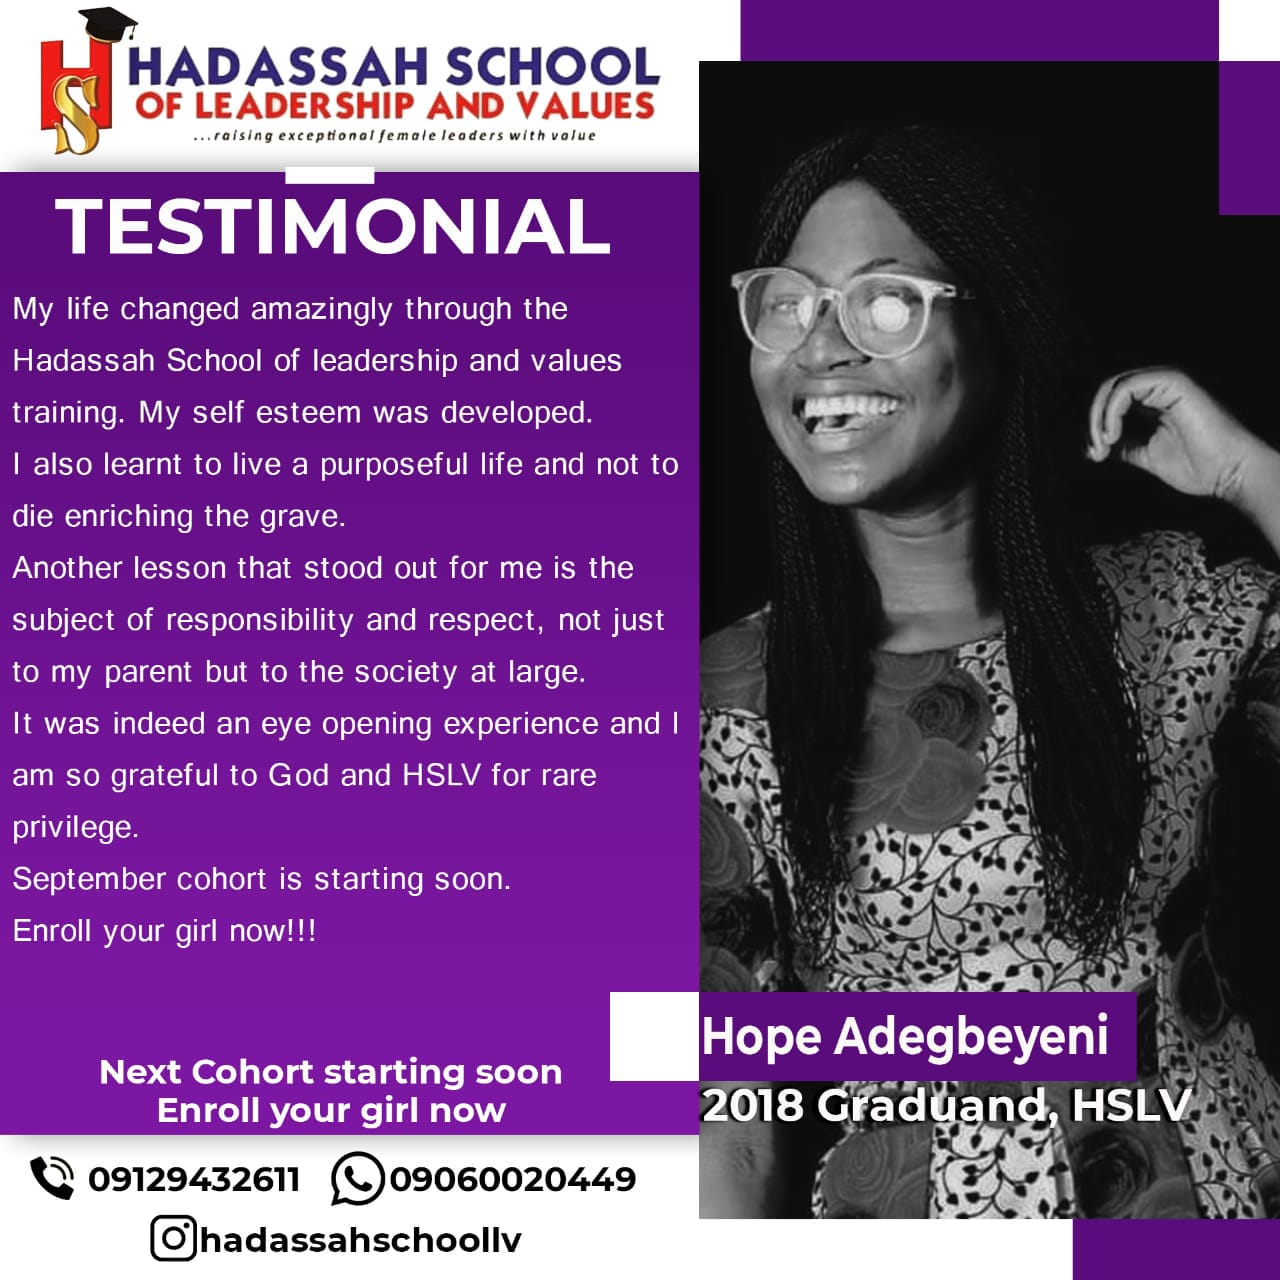 HS
HADASSAH SCHOOL
OF LEADERSHIP AND VALUES
...raising exceptional female leaders with value
TESTIMONIAL
My life changed amazingly through the
Hadassah School of leadership and values
training. My self esteem was developed.
I also learnt to live a purposeful life and not to
die enriching the grave.
Another lesson that stood out for me is the
subject of responsibility and respect, not just
to my parent but to the society at large.
It was indeed an eye opening experience and I
am so grateful to God and HSLV for rare
privilege.
September cohort is starting soon.
Enroll your girl now!!!
Next Cohort starting soon
Enroll your girl now
Hope Adegbeyeni
2018 Graduand, HSLV
09129432611 09060020449
hadassahschoollv